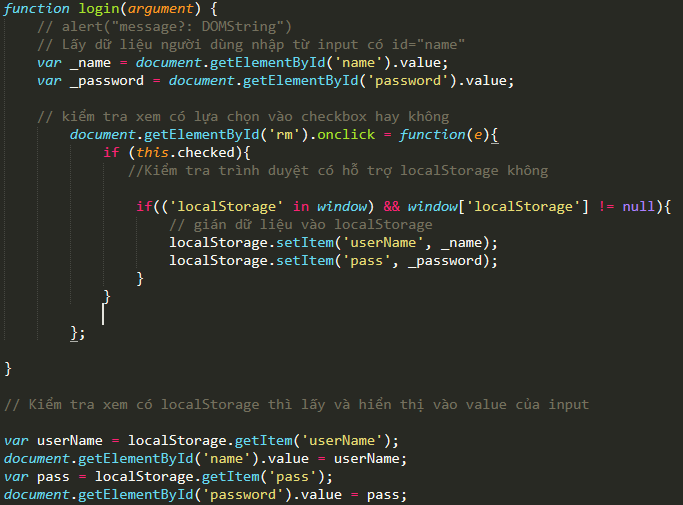 function login(argument) {
// alert("message?: DOMString")
// Lấy dữ liệu người dùng nhập từ input có id="name"
var _name = document.getElementById('name').value;
var _password = document.getElementById('password').value;
// kiểm tra xem có lựa chọn vào checkbox hay không
document.getElementById('rm').onclick = function(e){
if (this.checked){
//Kiểm tra trình duyệt có hỗ trợ localStorage không
if(('localStorage' in window) && window['localStorage'] != null){
// gián dữ liệu vào localStorage
localStorage.setItem('userName', _name);
localStorage.setItem('pass', _password);
}
}
};
}
// Kiểm tra xem có localStorage thì lấy và hiển thị vào value của input
var userName = localStorage.getItem('userName');
document.getElementById('name').value = userName;
var pass = localStorage.getItem('pass');
document.getElementById('password').value = pass;